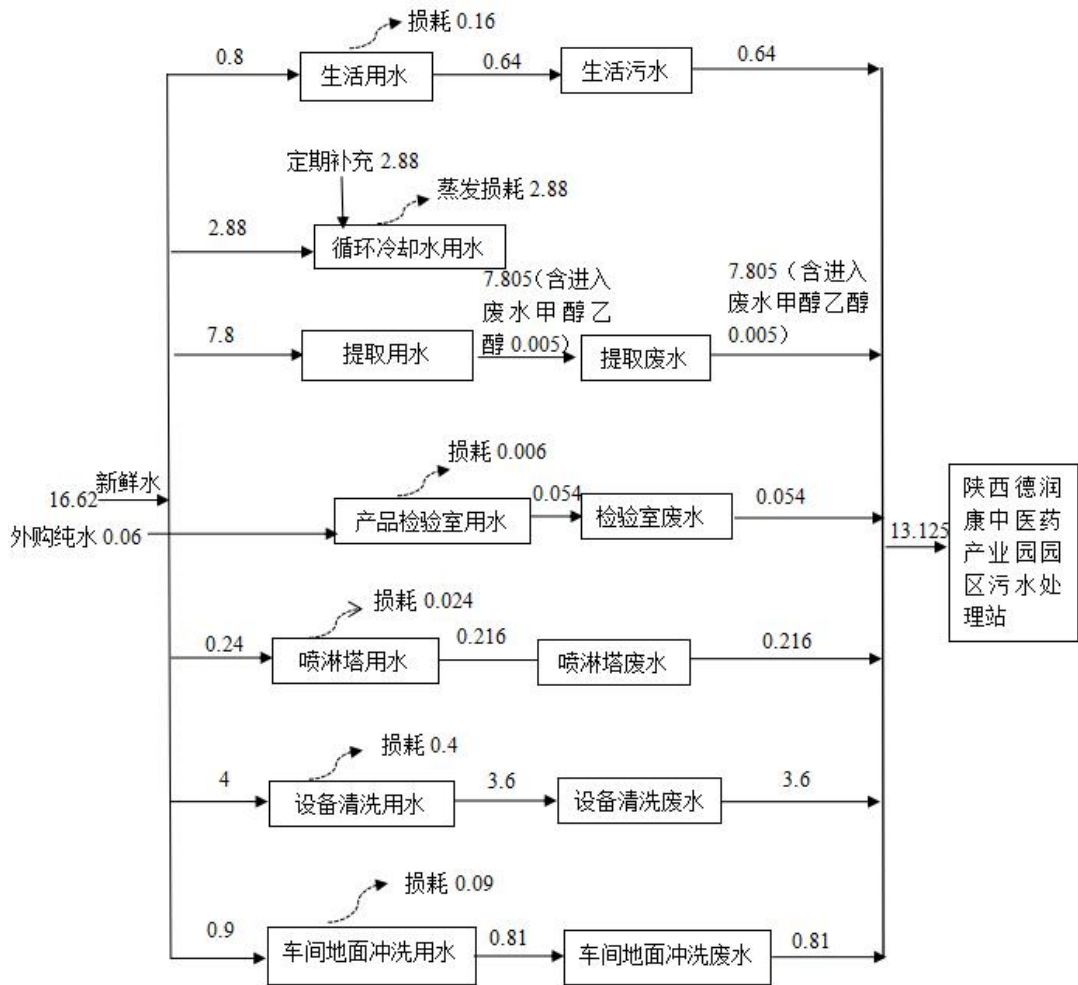 损耗 0.16
0.8
生活用水
0.64
生活污水
0.64
定期补充 2.88
蒸发损耗 2.88
2.88
循环冷却水用水
7.8
提取用水
7.805（含进入
废水甲醇乙
醇 0.005）
提取废水
7.805（含进入
废水甲醇乙醇
0.005）
损耗 0.006
新鲜水
16.62
外购纯水 0.06
产品检验室用水
0.054
检验室废水
0.054
13.125
陕西德润
康中医药
产业园园
区污水处
理站
损耗 0.024
0.24
喷淋塔用水
0.216
喷淋塔废水
0.216
损耗 0.4
4
设备清洗用水
3.6
设备清洗废水
3.6
损耗 0.09
0.9
车间地面冲洗用水
0.81
车间地面冲洗废水
0.81